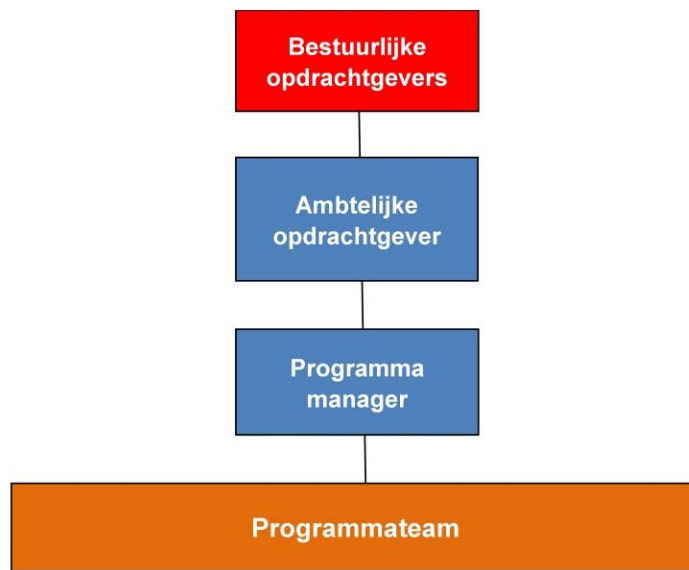 Bestuurlijke
opdrachtgevers
Ambtelijke
opdrachtgever
Programma
manager
Programmateam